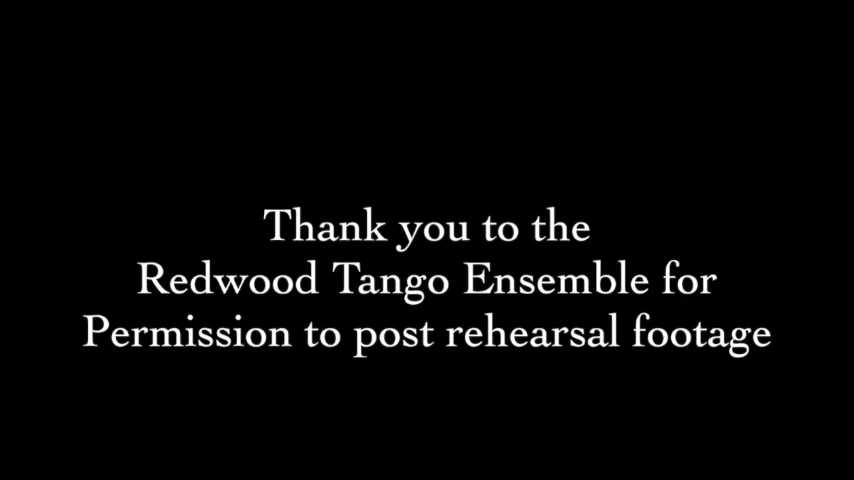 Thank you to the
Redwood Tango Ensemble for
Permission to post rehearsal footage